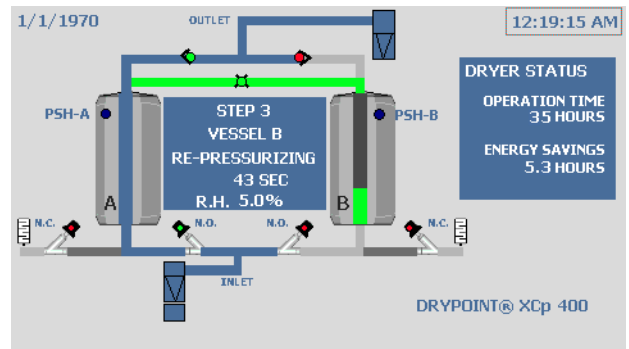 1/1/1970
OUTLET
12:19:15 AM
DRYER STATUS
OPERATION TIME
35 HOURS
ENERGY SAVINGS
5.3 HOURS
PSH-A
PSH-B
STEP 3
VESSEL B
RE-PRESSURIZING
43 SEC
R.H. 5.0%
A
B
N.C.
N.O.
N.O.
N.C.
INLET
DRYPOINT® XCp 400